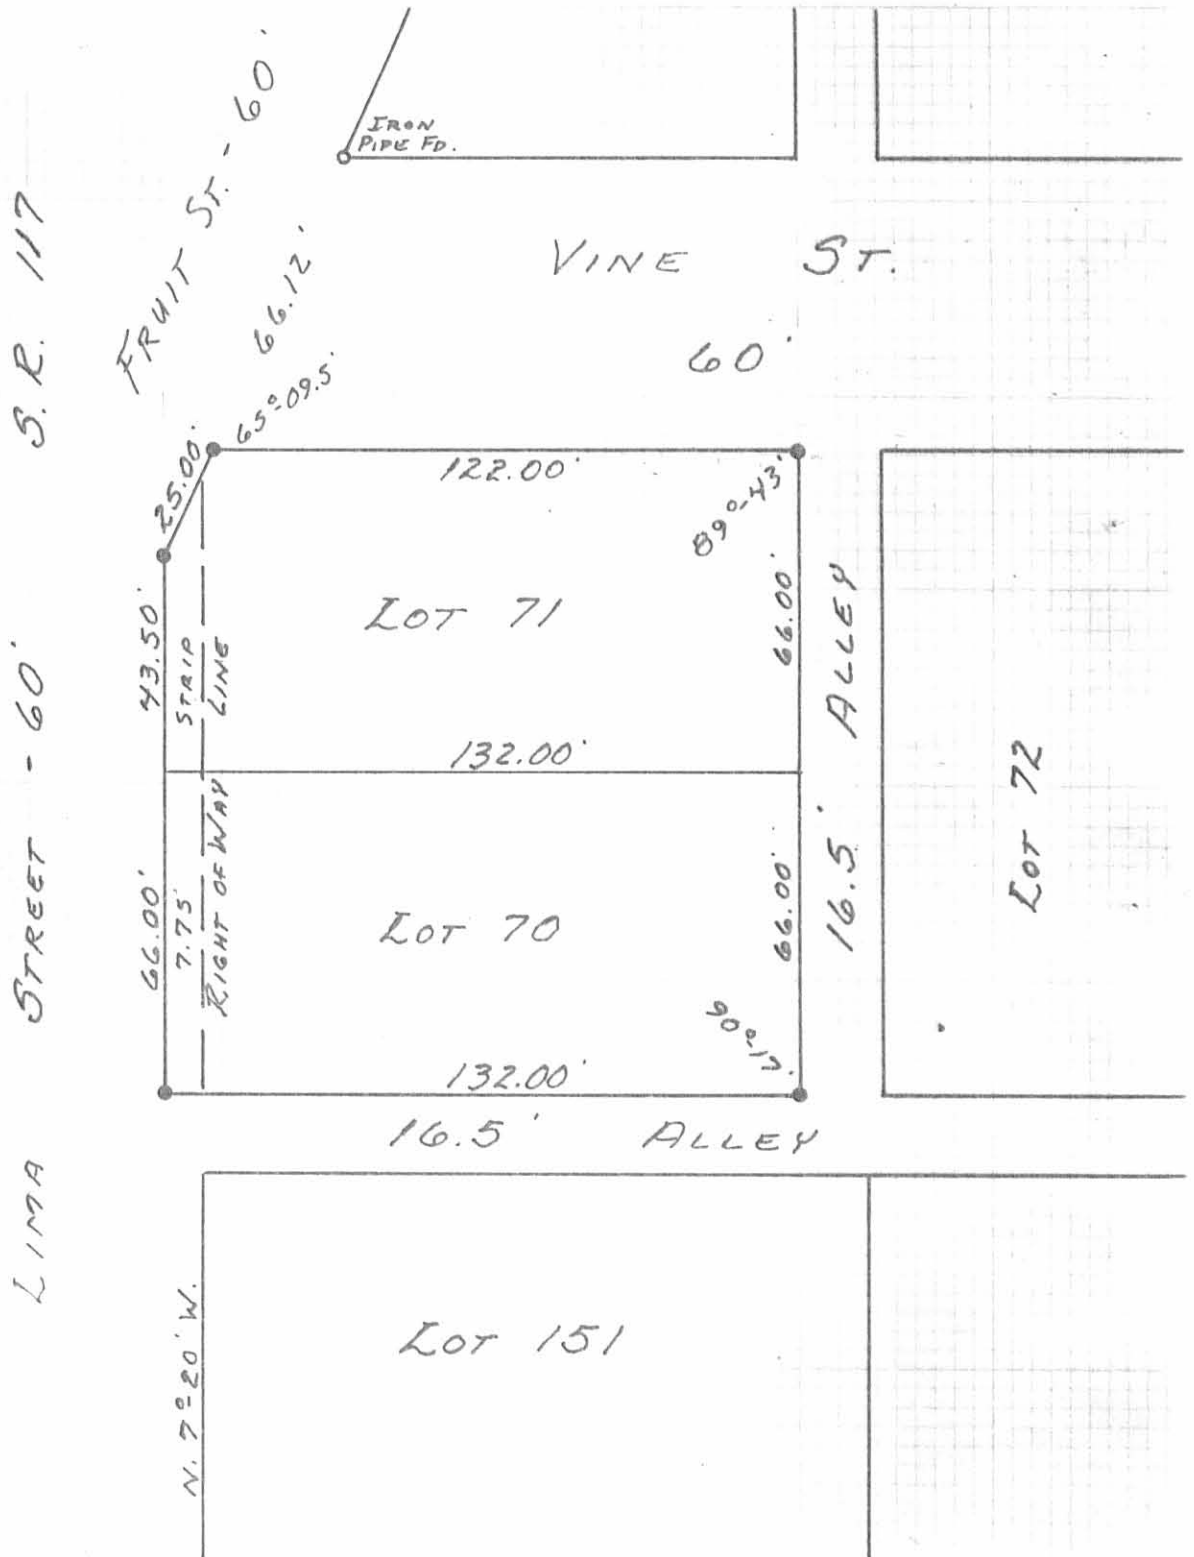 IRON
PIPE FD.
FRUIT ST. - 60'
66.12'
VINE ST.
60'
S.R. 117
65°-09.5'
25.00'
122.00'
89°-43'
43.50'
STRIP
LINE
LOT 71
66.00'
132.00'
16.5' ALLEY
LOT 72
66.00'
7.75'
RIGHT OF WAY
LOT 70
66.00'
90°-17'
132.00'
16.5' ALLEY
LIMA STREET - 60'
N. 7°-20' W.
LOT 151